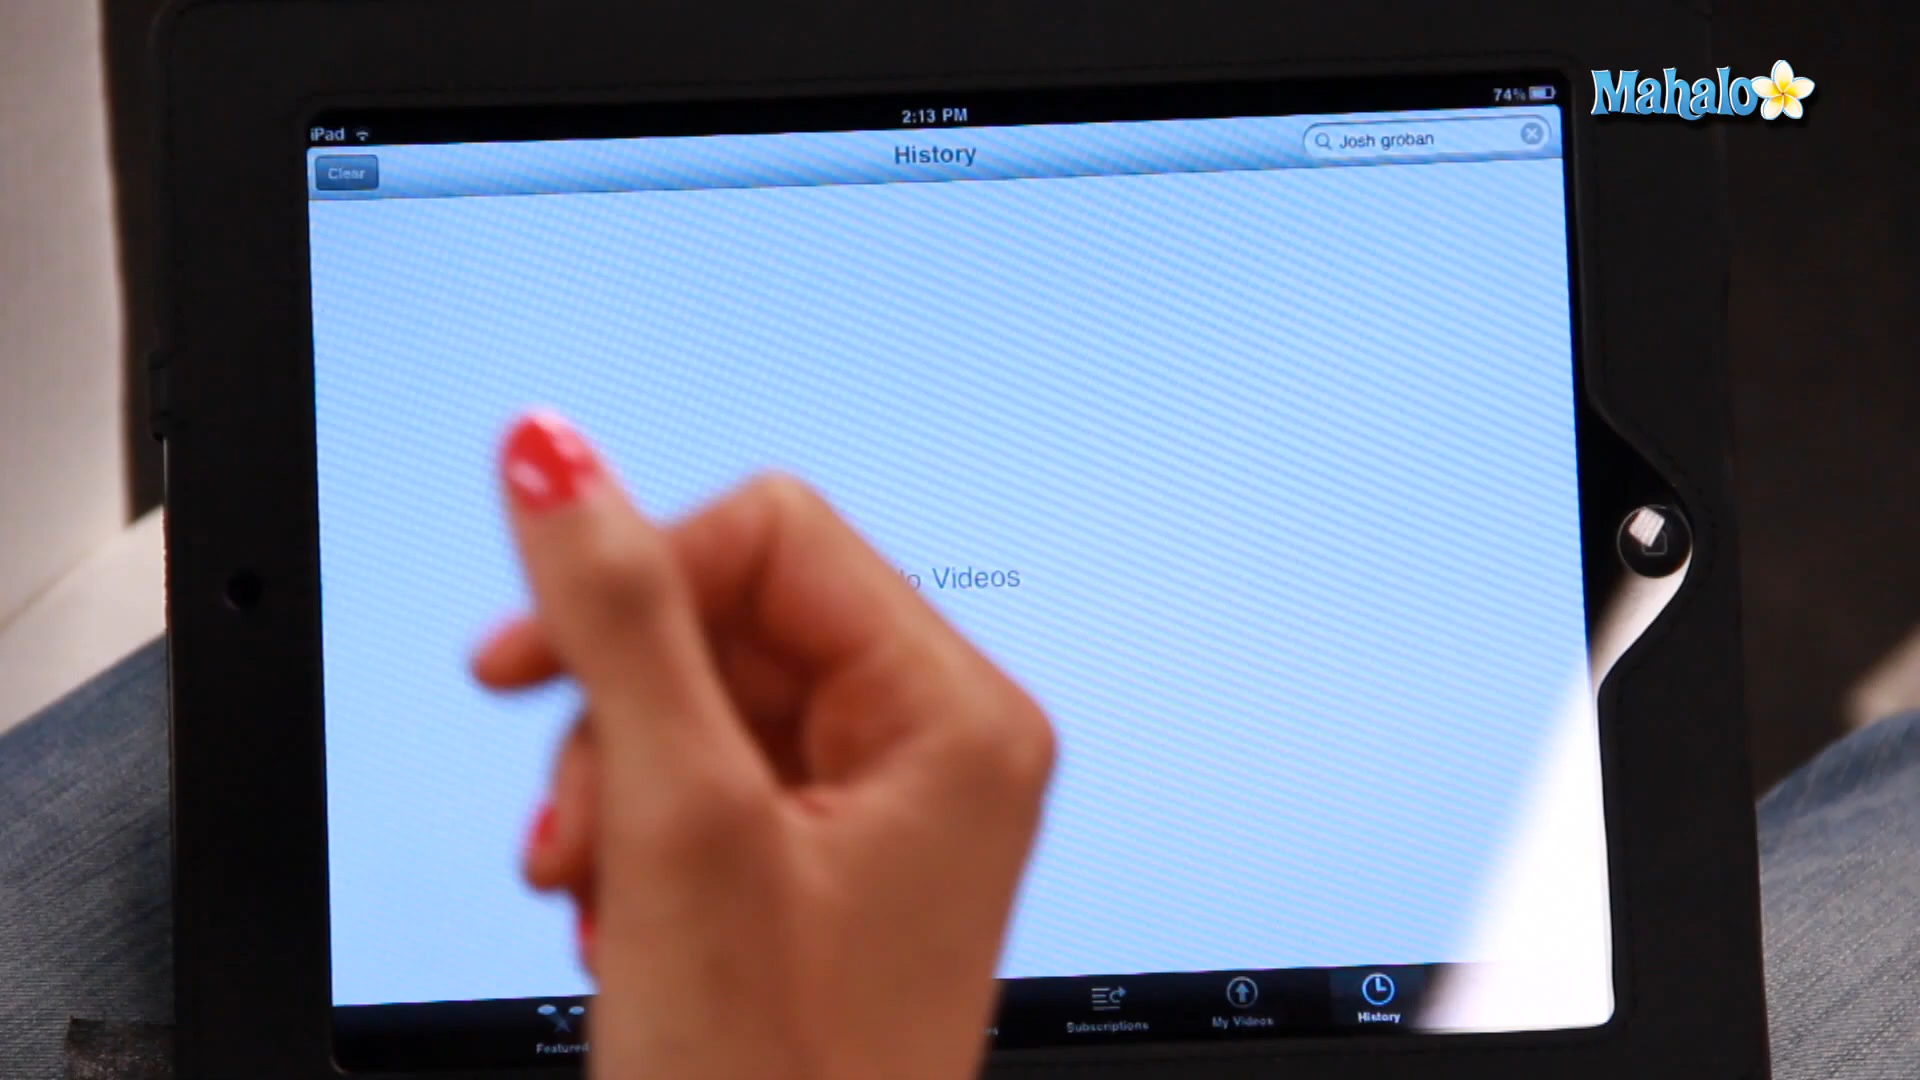 Mahalo
iPad
2:13 PM
74%
Clear
History
Josh groban
Videos
Featured
Subscriptions
My Videos
History